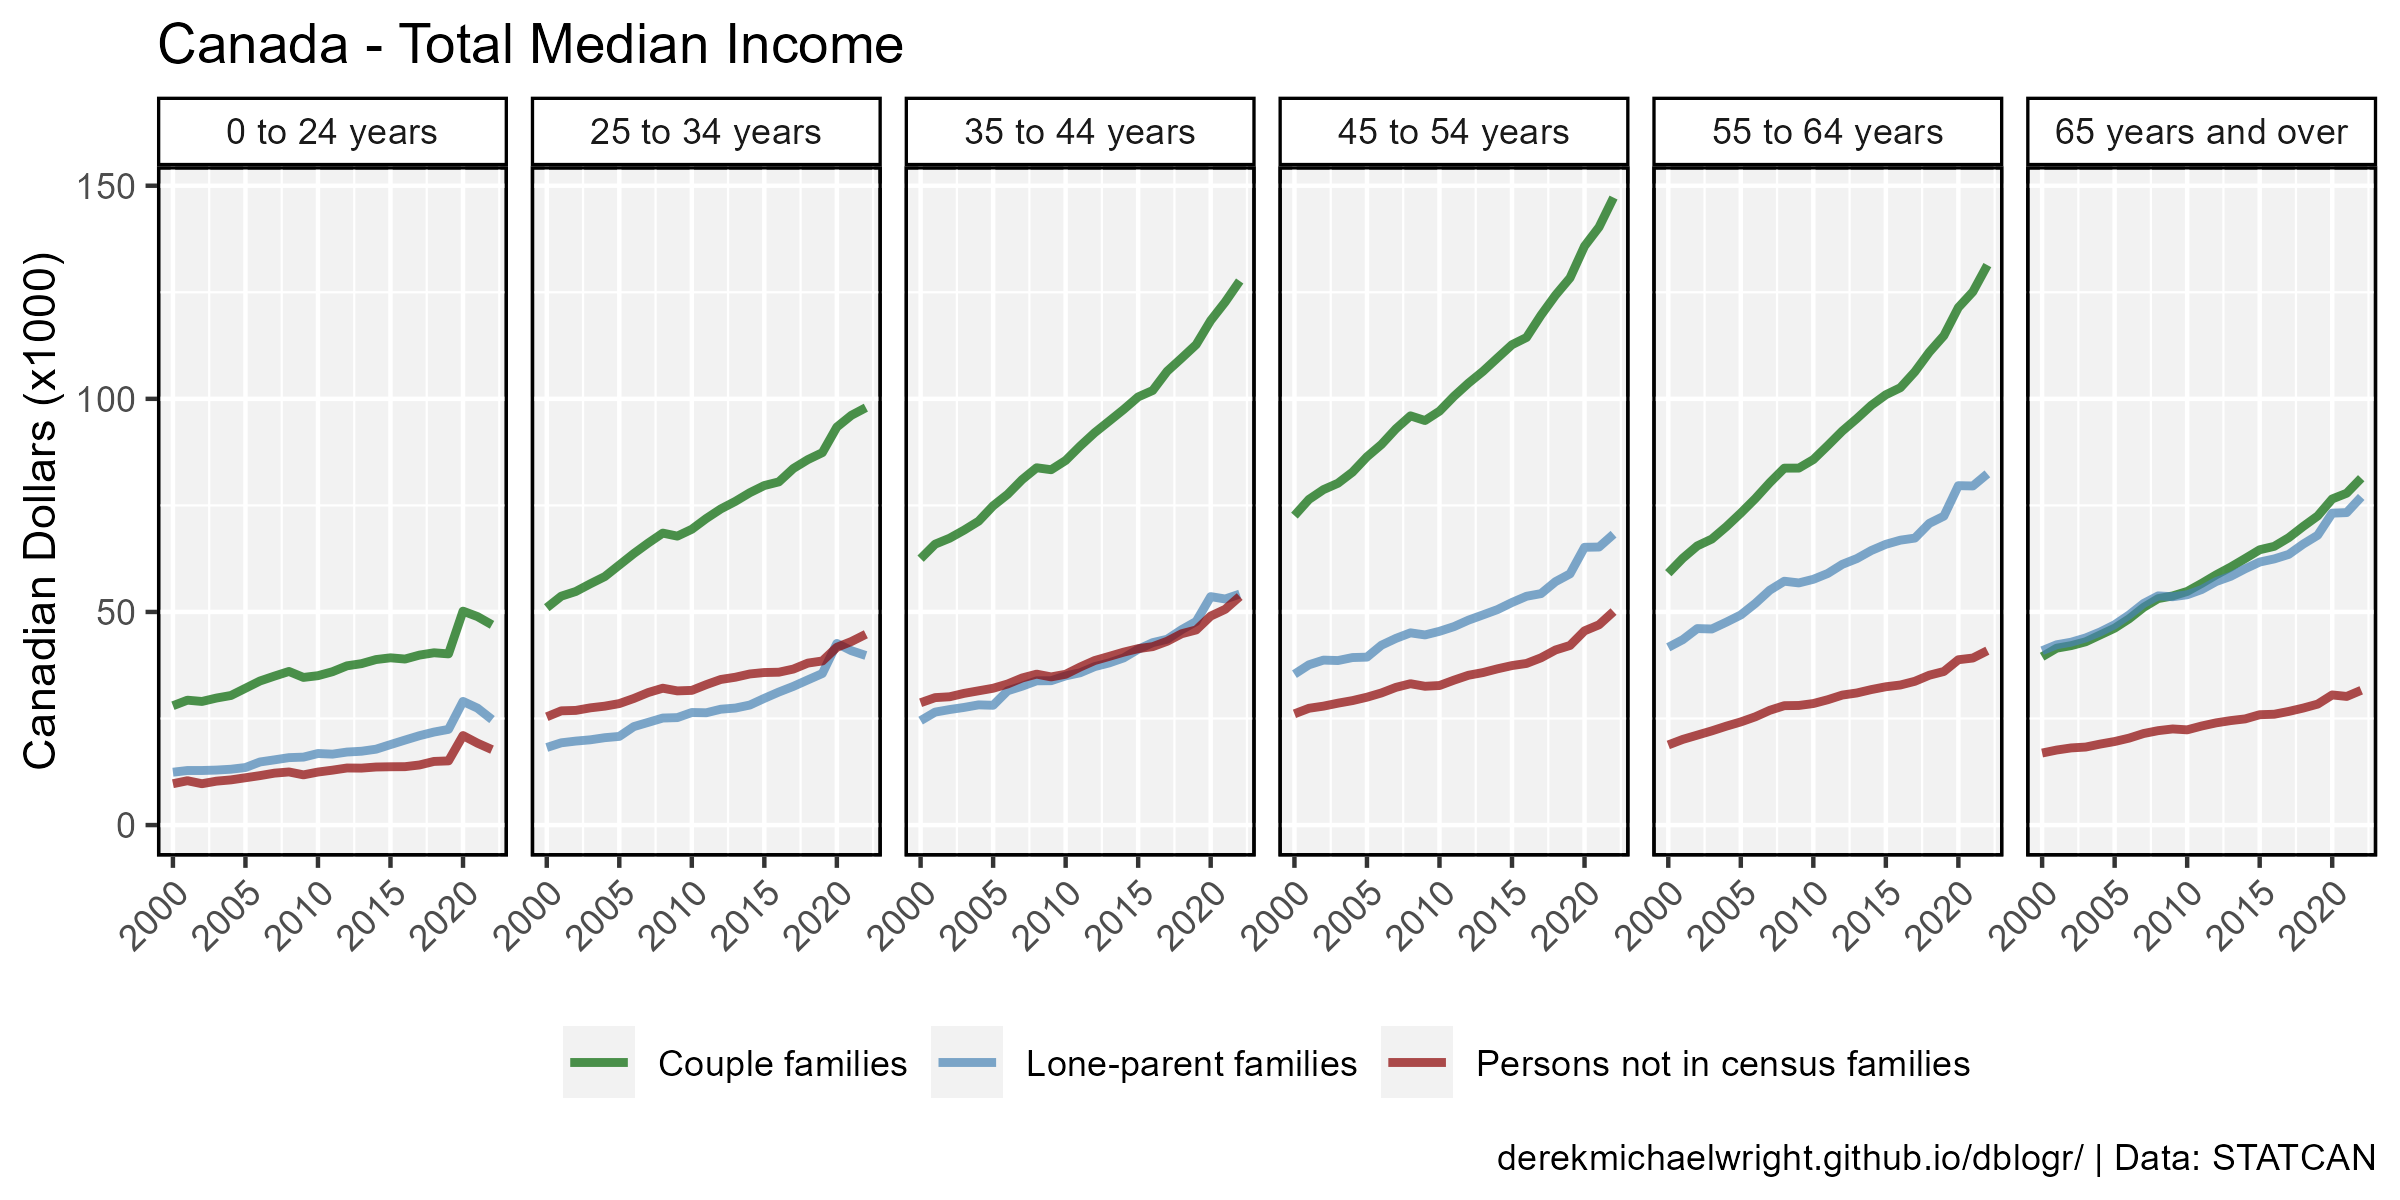 Canada - Total Median Income
0 to 24 years
25 to 34 years
35 to 44 years
45 to 54 years
55 to 64 years
65 years and over
Canadian Dollars (x1000)
150
100
50
0
2000 2005 2010 2015 2020
2000 2005 2010 2015 2020
2000 2005 2010 2015 2020
2000 2005 2010 2015 2020
2000 2005 2010 2015 2020
2000 2005 2010 2015 2020
Couple families
Lone-parent families
Persons not in census families
derekmichaelwright.github.io/dblogr/ | Data: STATCAN